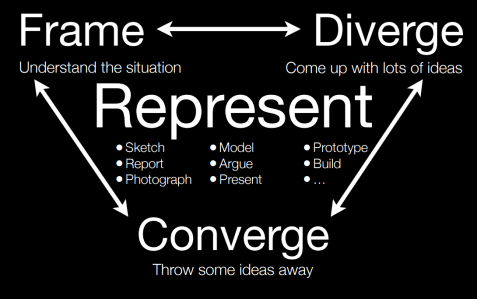 Frame
Diverge
Understand the situation
Come up with lots of ideas
Represent
• Sketch
• Model
• Prototype
• Report
• Argue
• Build
• Photograph
• Present
• …
Converge
Throw some ideas away